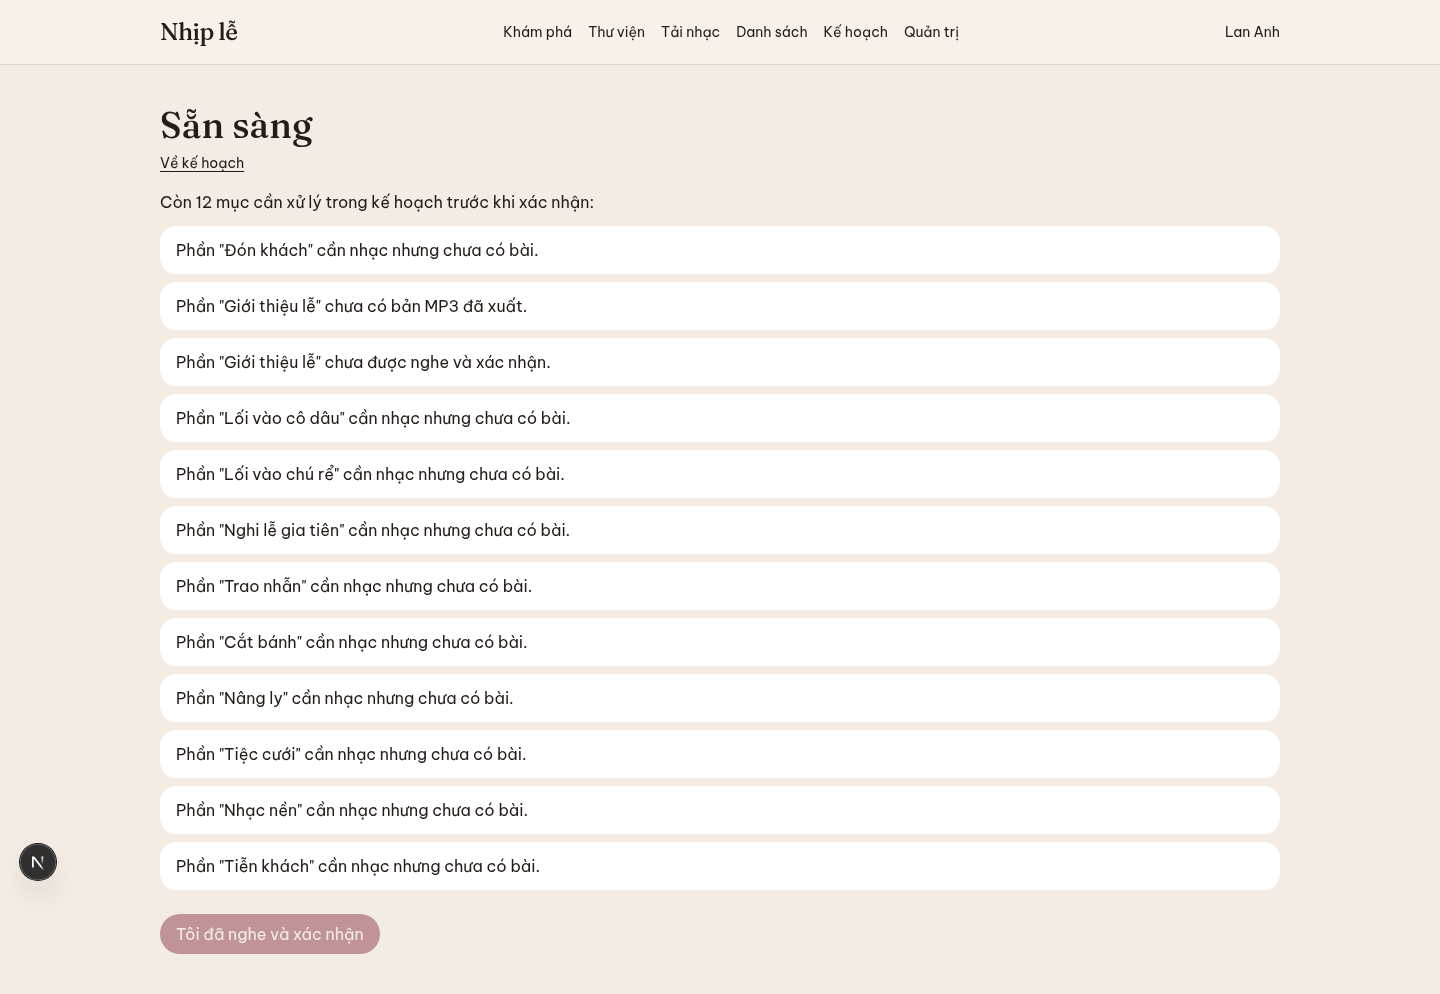 Nhịp lễ
Khám phá Thư viện Tải nhạc Danh sách Kế hoạch Quản trị
Lan Anh
Sẵn sàng
Về kế hoạch
Còn 12 mục cần xử lý trong kế hoạch trước khi xác nhận:
Phần "Đón khách" cần nhạc nhưng chưa có bài.
Phần "Giới thiệu lễ" chưa có bản MP3 đã xuất.
Phần "Giới thiệu lễ" chưa được nghe và xác nhận.
Phần "Lối vào cô dâu" cần nhạc nhưng chưa có bài.
Phần "Lối vào chú rể" cần nhạc nhưng chưa có bài.
Phần "Nghi lễ gia tiên" cần nhạc nhưng chưa có bài.
Phần "Trao nhẫn" cần nhạc nhưng chưa có bài.
Phần "Cắt bánh" cần nhạc nhưng chưa có bài.
Phần "Nâng ly" cần nhạc nhưng chưa có bài.
Phần "Tiệc cưới" cần nhạc nhưng chưa có bài.
Phần "Nhạc nền" cần nhạc nhưng chưa có bài.
Phần "Tiễn khách" cần nhạc nhưng chưa có bài.
N
Tôi đã nghe và xác nhận